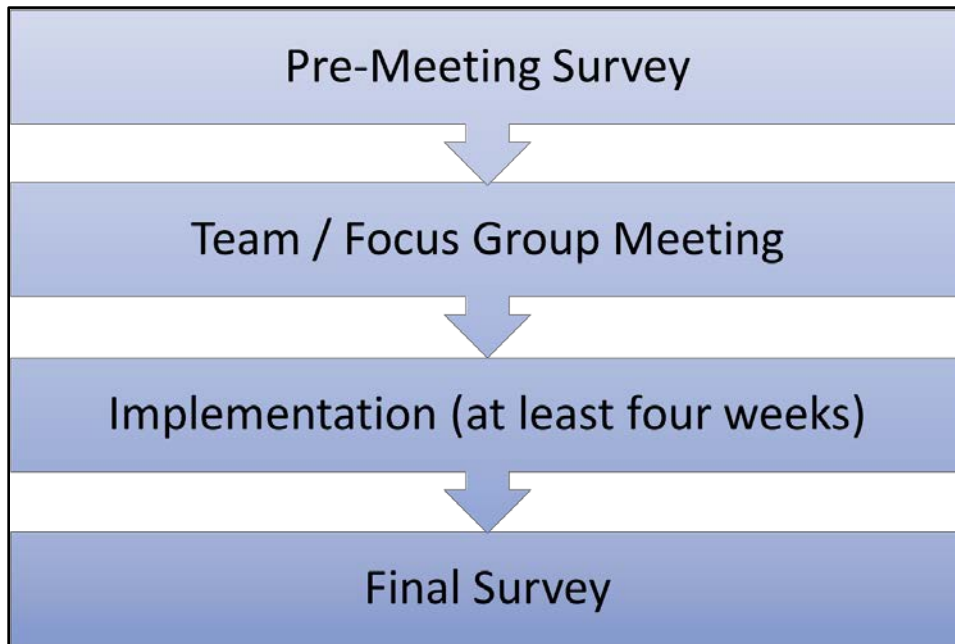 Pre-Meeting Survey
Team / Focus Group Meeting
Implementation (at least four weeks)
Final Survey